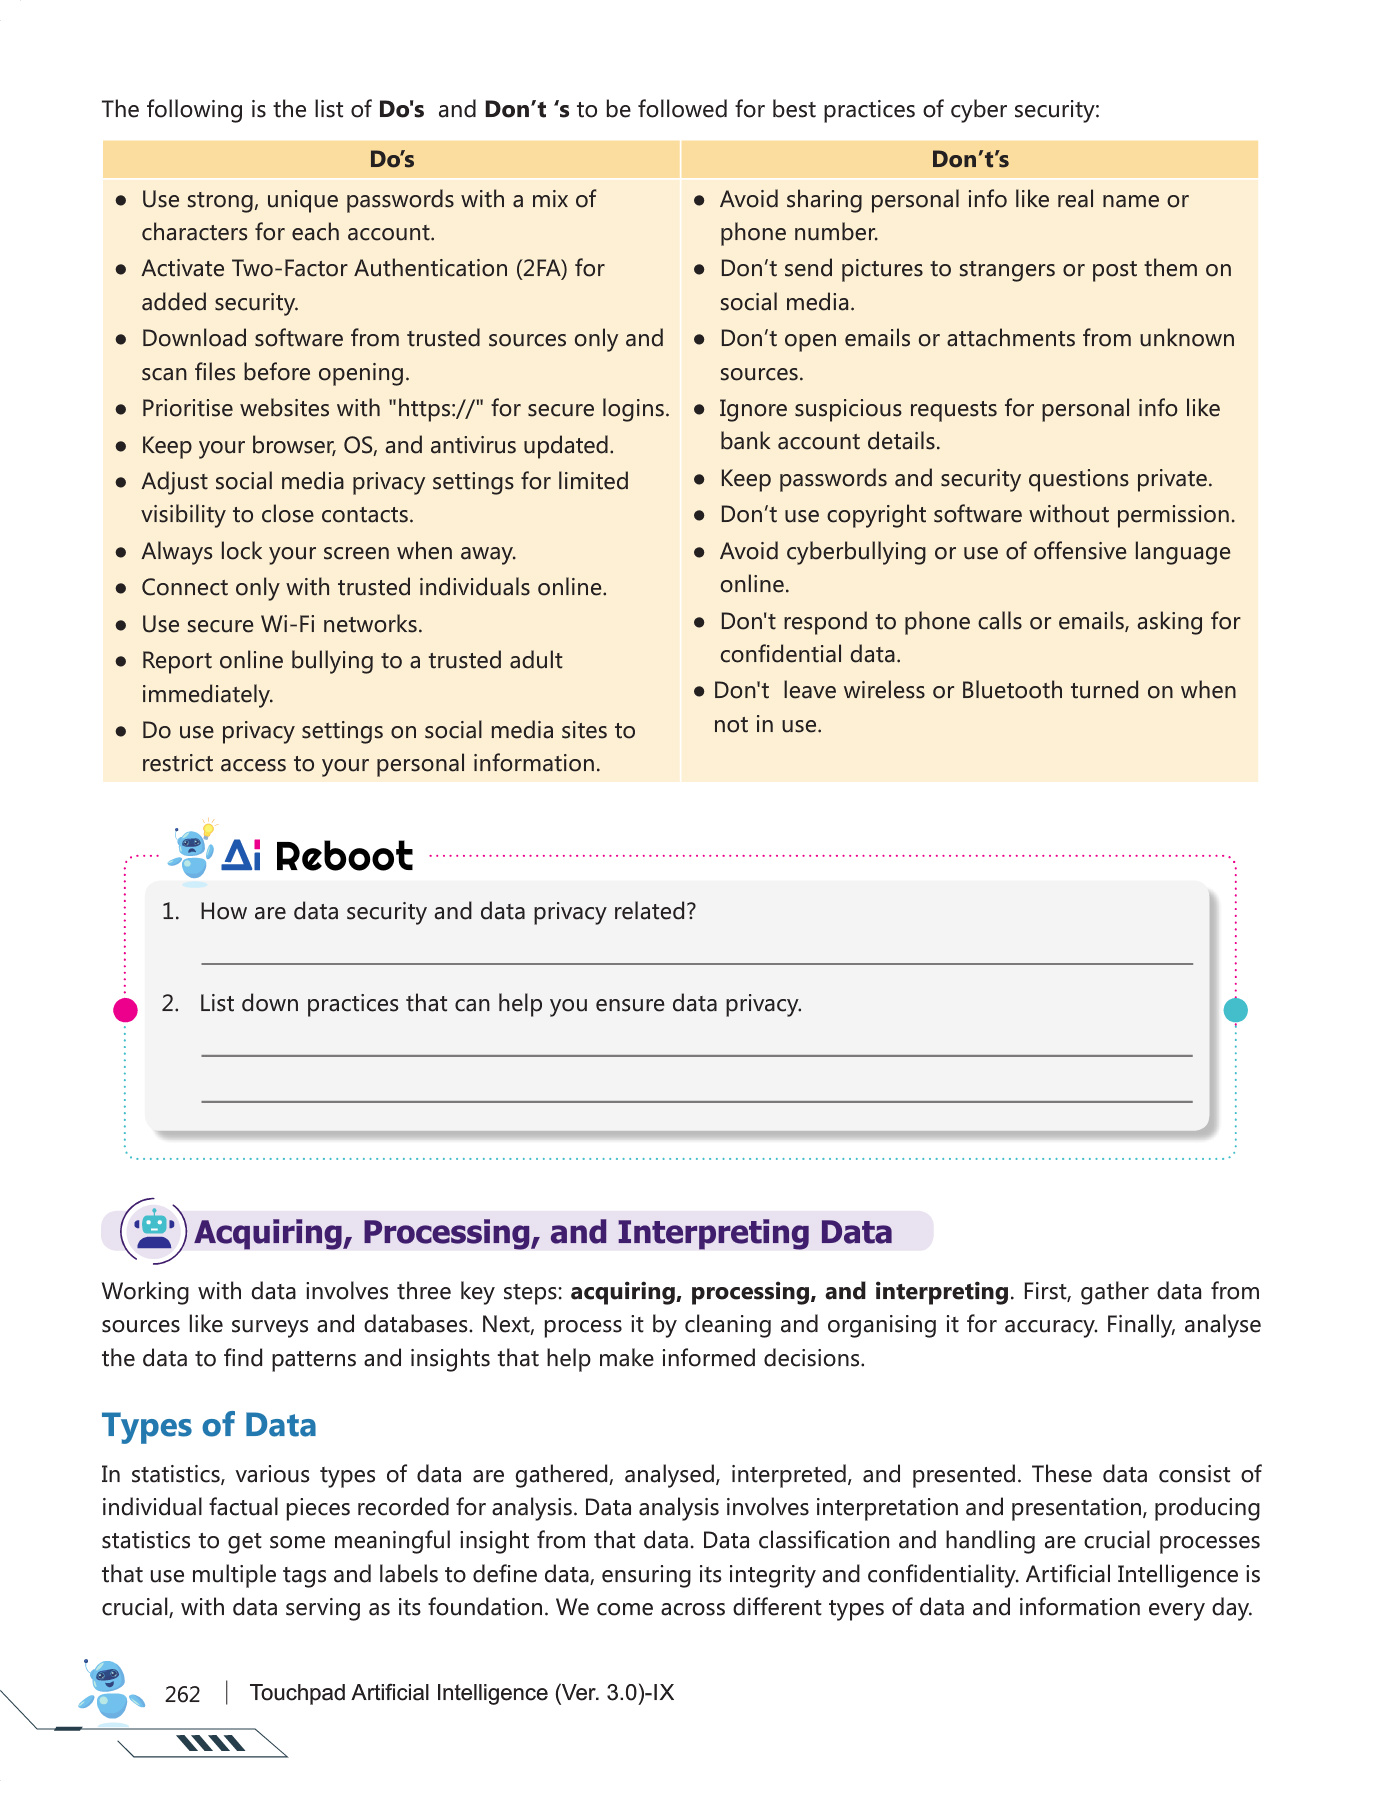 The following is the list of Do's and Don’t ‘s to be followed for best practices of cyber security:
Do’s
Don’t’s
● Use strong, unique passwords with a mix of
characters for each account.
● Activate Two-Factor Authentication (2FA) for
added security.
● Download software from trusted sources only and
scan files before opening.
● Prioritise websites with "https://" for secure logins.
● Keep your browser, OS, and antivirus updated.
● Adjust social media privacy settings for limited
visibility to close contacts.
● Always lock your screen when away.
● Connect only with trusted individuals online.
● Use secure Wi-Fi networks.
● Report online bullying to a trusted adult
immediately.
● Do use privacy settings on social media sites to
restrict access to your personal information.
● Avoid sharing personal info like real name or
phone number.
● Don’t send pictures to strangers or post them on
social media.
● Don’t open emails or attachments from unknown
sources.
● Ignore suspicious requests for personal info like
bank account details.
● Keep passwords and security questions private.
● Don’t use copyright software without permission.
● Avoid cyberbullying or use of offensive language
online.
● Don't respond to phone calls or emails, asking for
confidential data.
● Don't leave wireless or Bluetooth turned on when
not in use.
Ai Reboot
1. How are data security and data privacy related?
2. List down practices that can help you ensure data privacy.
Acquiring, Processing, and Interpreting Data
Working with data involves three key steps: acquiring, processing, and interpreting. First, gather data from
sources like surveys and databases. Next, process it by cleaning and organising it for accuracy. Finally, analyse
the data to find patterns and insights that help make informed decisions.
Types of Data
In statistics, various types of data are gathered, analysed, interpreted, and presented. These data consist of
individual factual pieces recorded for analysis. Data analysis involves interpretation and presentation, producing
statistics to get some meaningful insight from that data. Data classification and handling are crucial processes
that use multiple tags and labels to define data, ensuring its integrity and confidentiality. Artificial Intelligence is
crucial, with data serving as its foundation. We come across different types of data and information every day.
262 | Touchpad Artificial Intelligence (Ver. 3.0)-IX